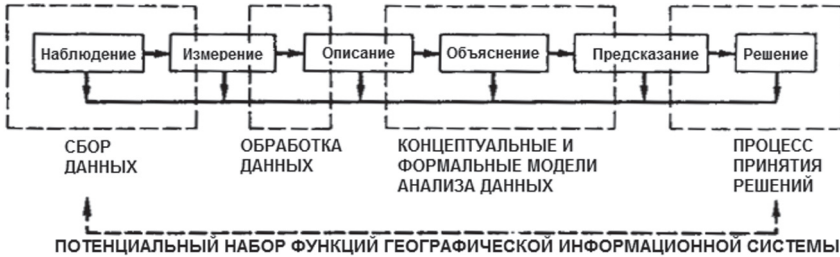 Наблюдение Измерение Описание Объяснение Предсказание Решение
СБОР
ДАННЫХ
ОБРАБОТКА
ДАННЫХ
КОНЦЕПТУАЛЬНЫЕ И
ФОРМАЛЬНЫЕ МОДЕЛИ
АНАЛИЗА ДАННЫХ
ПРОЦЕСС
ПРИНЯТИЯ
РЕШЕНИЙ
ПОТЕНЦИАЛЬНЫЙ НАБОР ФУНКЦИЙ ГЕОГРАФИЧЕСКОЙ ИНФОРМАЦИОННОЙ СИСТЕМЫ